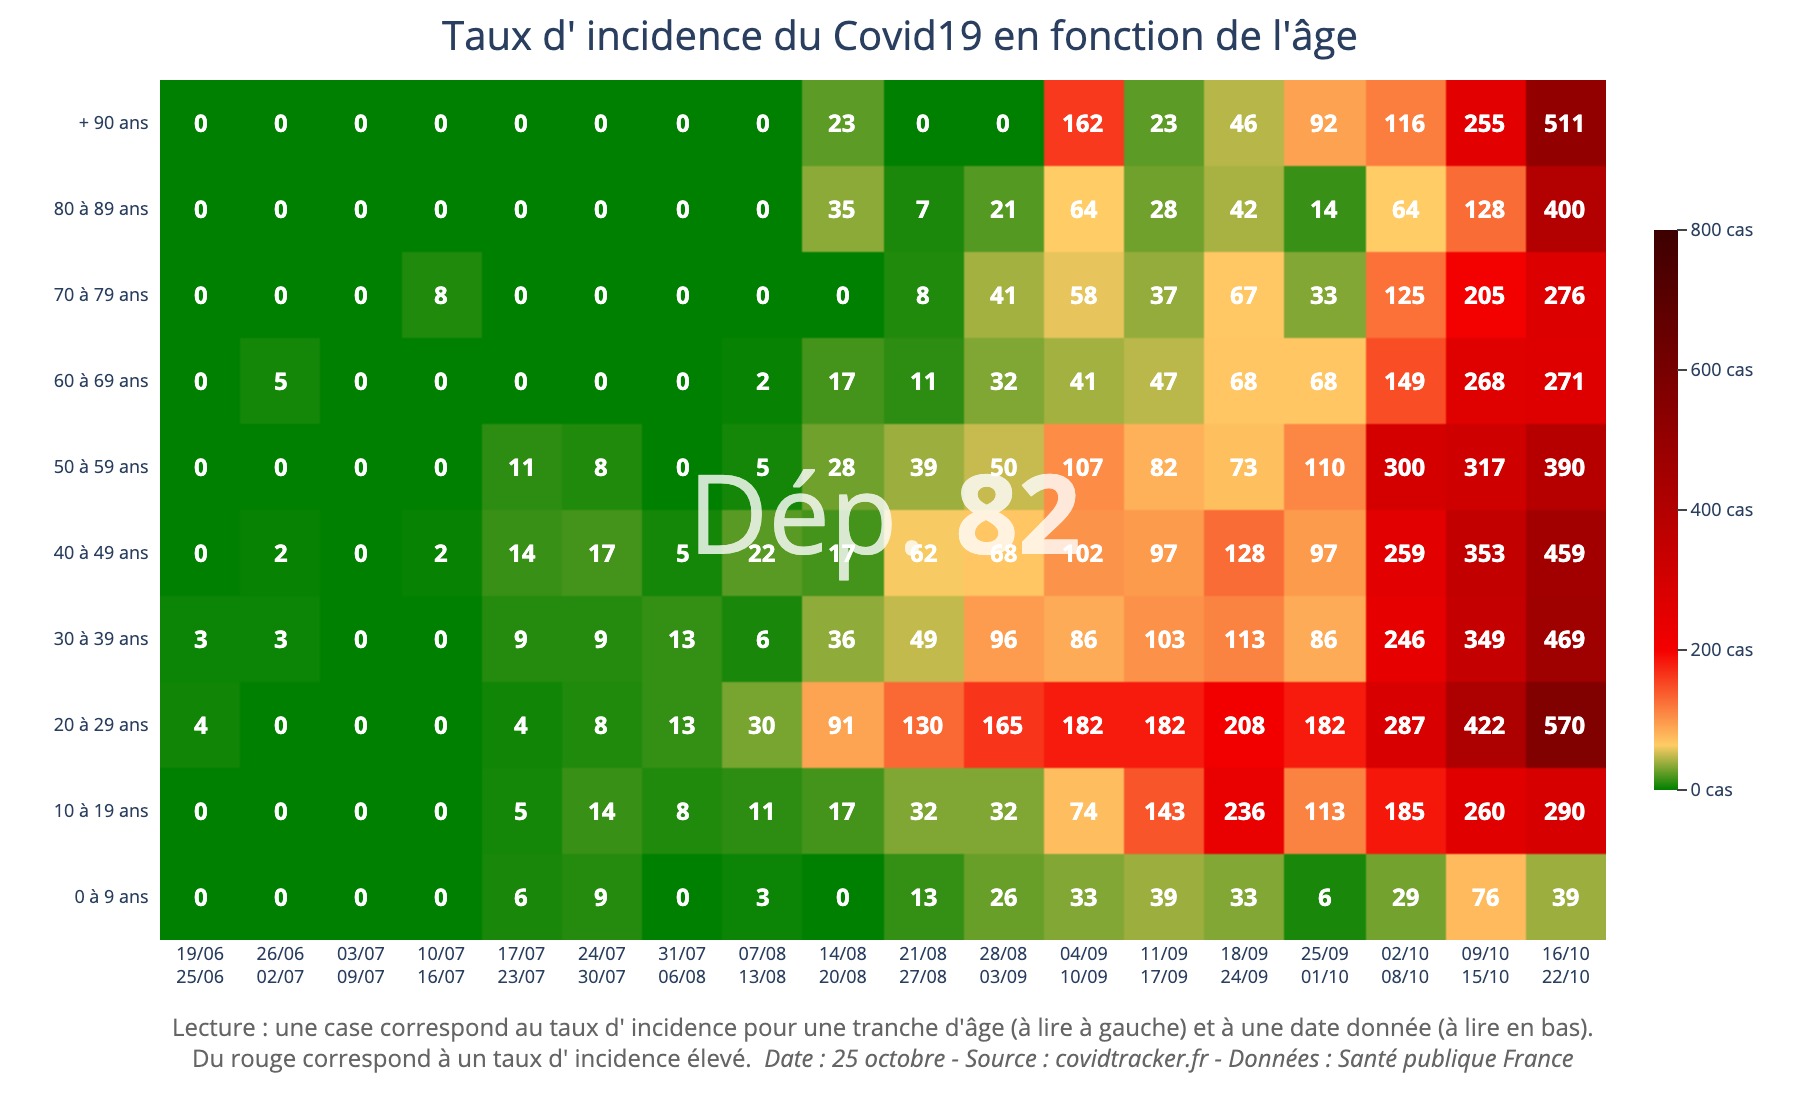 Taux d' incidence du Covid19 en fonction de l'âge
+ 90 ans 0 0 0 0 0 0 0 0 23 0 0 162 23 46 92 116 255 511
80 à 89 ans 0 0 0 0 0 0 0 0 35 7 21 64 28 42 14 64 128 400
70 à 79 ans 0 0 0 8 0 0 0 0 0 8 41 58 37 67 33 125 205 276
60 à 69 ans 0 5 0 0 0 0 0 2 17 11 32 41 47 68 68 149 268 271
50 à 59 ans 0 0 0 0 11 8 0 5 28 39 50 107 82 73 110 300 317 390
Dép. 82
40 à 49 ans 0 2 0 2 14 17 5 22 17 62 68 102 97 128 97 259 353 459
30 à 39 ans 3 3 0 0 9 9 13 6 36 49 96 86 103 113 86 246 349 469
20 à 29 ans 4 0 0 0 4 8 13 30 91 130 165 182 182 208 182 287 422 570
10 à 19 ans 0 0 0 0 5 14 8 11 17 32 32 74 143 236 113 185 260 290
0 à 9 ans 0 0 0 0 6 9 0 3 0 13 26 33 39 33 6 29 76 39
19/06 26/06 03/07 10/07 17/07 24/07 31/07 07/08 14/08 21/08 28/08 04/09 11/09 18/09 25/09 02/10 09/10 16/10
25/06 02/07 09/07 16/07 23/07 30/07 06/08 13/08 20/08 27/08 03/09 10/09 17/09 24/09 01/10 08/10 15/10 22/10
800 cas
600 cas
400 cas
200 cas
0 cas
Lecture : une case correspond au taux d' incidence pour une tranche d'âge (à lire à gauche) et à une date donnée (à lire en bas).
Du rouge correspond à un taux d' incidence élevé. Date : 25 octobre - Source : covidtracker.fr - Données : Santé publique France